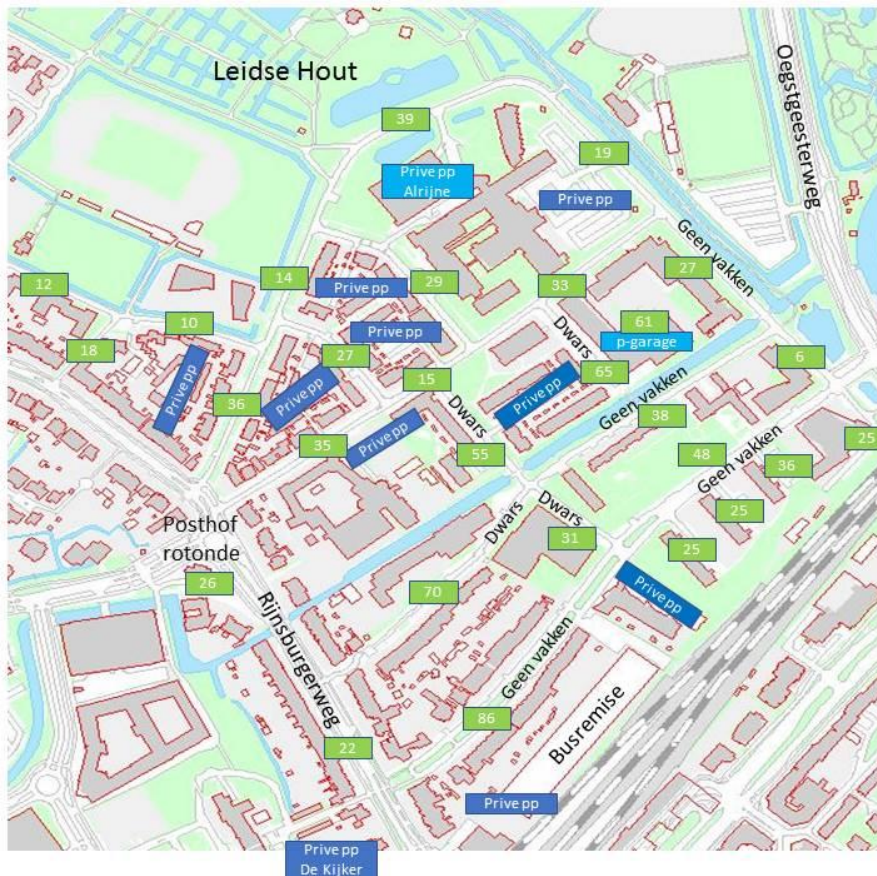 Leidse Hout
Oegstgeesterweg
39
19
Prive pp
Alrijne
Prive pp
Geen vakken
12
14
Prive pp
29
33
27
10
Prive pp
61
p-garage
18
27
Dwars
6
Prive pp
36
Prive pp
15
Prive pp
65
Geen vakken
38
35
Prive pp
Dwars
55
48
Geen vakken
36
25
25
Posthof
rotonde
Dwars
Dwars
31
25
26
70
Prive pp
Rijnsburgerweg
Geen vakken
86
22
Busremise
Prive pp
Prive pp
De Kijker